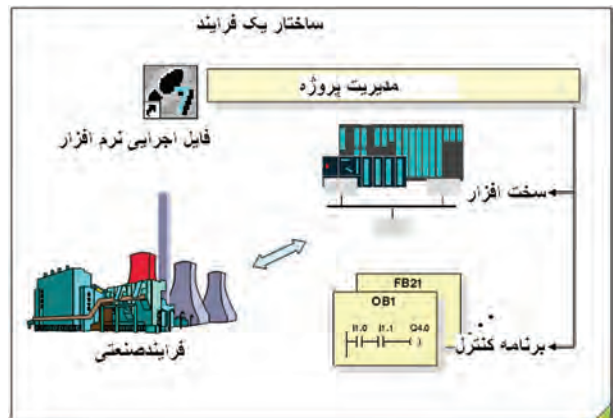 ساختار یک فرایند
مدیریت پروژه
7
فایل اجرایی نرم افزار
سخت افزار
FB21
OB1
I1.0 I1.1 Q4.0
برنامه کنترل
فرایندصنعتی